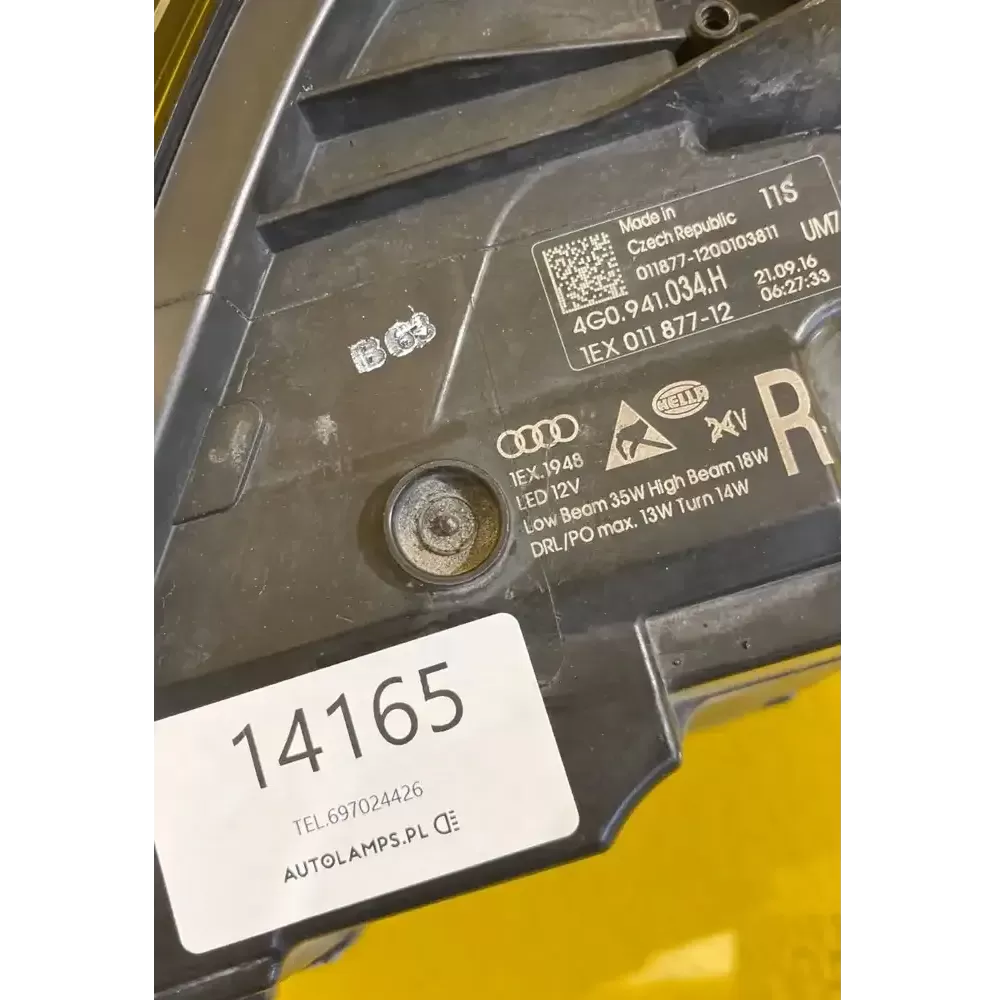 Made in
Czech Republic
11S
011877-1200103811
UM7
4G0.941.034.H
21.09.16
1EX 011 877-12
06:27:33
B63
HELLA
1EX.1948
LED 12V
Low Beam 35W High Beam 18W
DRL/PO max. 13W Turn 14W
R
14165
TEL.697024426
AUTOLAMPS.PL